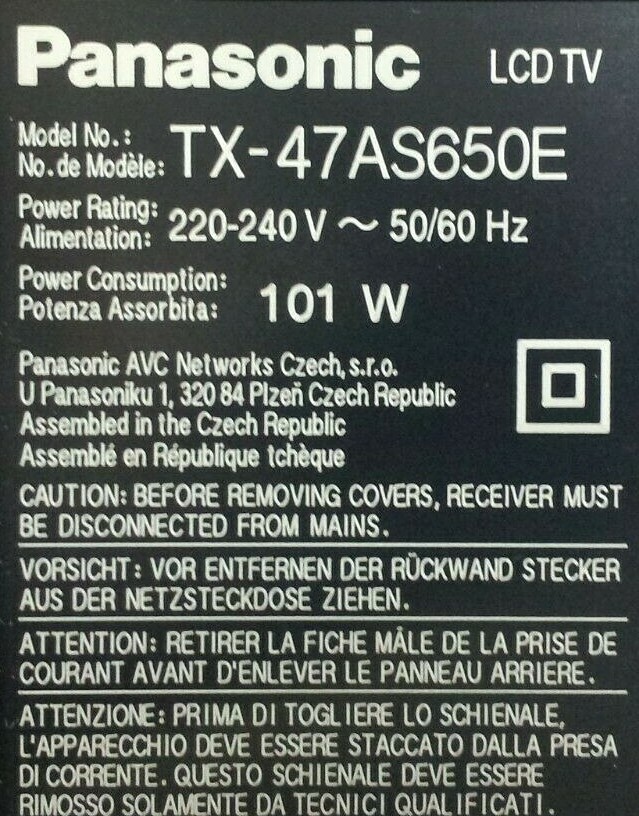 Panasonic LCD TV
Model No.:
No. de Modèle: TX-47AS650E
Power Rating:
Alimentation: 220-240 V ~ 50/60 Hz
Power Consumption:
Potenza Assorbita: 101 W
Panasonic AVC Networks Czech, s.r.o.
U Panasoniku 1, 320 84 Plzeň Czech Republic
Assembled in the Czech Republic
Assemblé en République tchèque
CAUTION: BEFORE REMOVING COVERS, RECEIVER MUST
BE DISCONNECTED FROM MAINS.
VORSICHT: VOR ENTFERNEN DER RÜCKWAND STECKER
AUS DER NETZSTECKDOSE ZIEHEN.
ATTENTION: RETIRER LA FICHE MÂLE DE LA PRISE DE
COURANT AVANT D'ENLEVER LE PANNEAU ARRIERE.
ATTENZIONE: PRIMA DI TOGLIERE LO SCHIENALE,
L'APPARECCHIO DEVE ESSERE STACCATO DALLA PRESA
DI CORRENTE. QUESTO SCHIENALE DEVE ESSERE
RIMOSSO SOLAMENTE DA TECNICI QUALIFICATI.